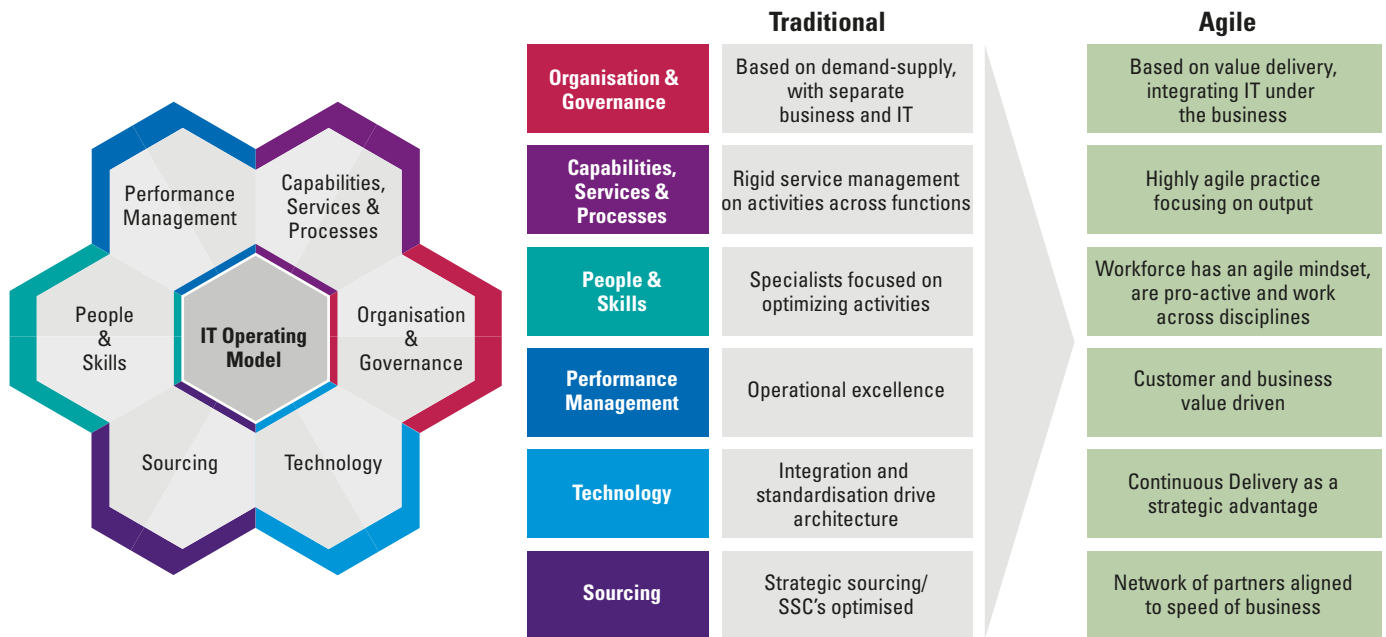 Performance
Management
Capabilities,
Services &
Processes
People
&
Skills
IT Operating
Model
Organisation
&
Governance
Sourcing
Technology
Traditional
Agile
Organisation &
Governance
Based on demand-supply,
with separate
business and IT
Based on value delivery,
integrating IT under
the business
Capabilities,
Services &
Processes
Rigid service management
on activities across functions
Highly agile practice
focusing on output
People &
Skills
Specialists focused on
optimizing activities
Workforce has an agile mindset,
are pro-active and work
across disciplines
Performance
Management
Operational excellence
Customer and business
value driven
Technology
Integration and
standardisation drive
architecture
Continuous Delivery as a
strategic advantage
Sourcing
Strategic sourcing/
SSC's optimised
Network of partners aligned
to speed of business